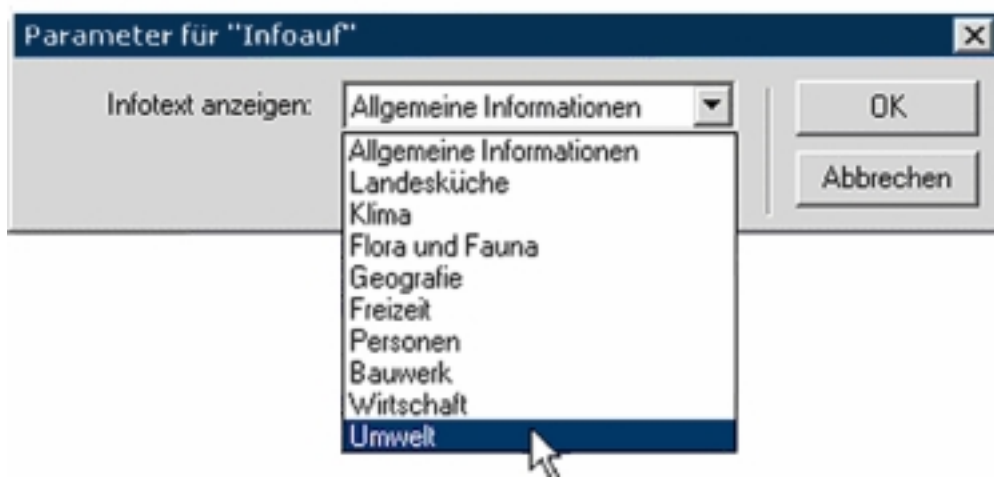 Parameter für "Infoauf"
Infotext anzeigen: Allgemeine Informationen OK
Allgemeine Informationen
Landesküche Abbrechen
Klima
Flora und Fauna
Geografie
Freizeit
Personen
Bauwerk
Wirtschaft
Umwelt